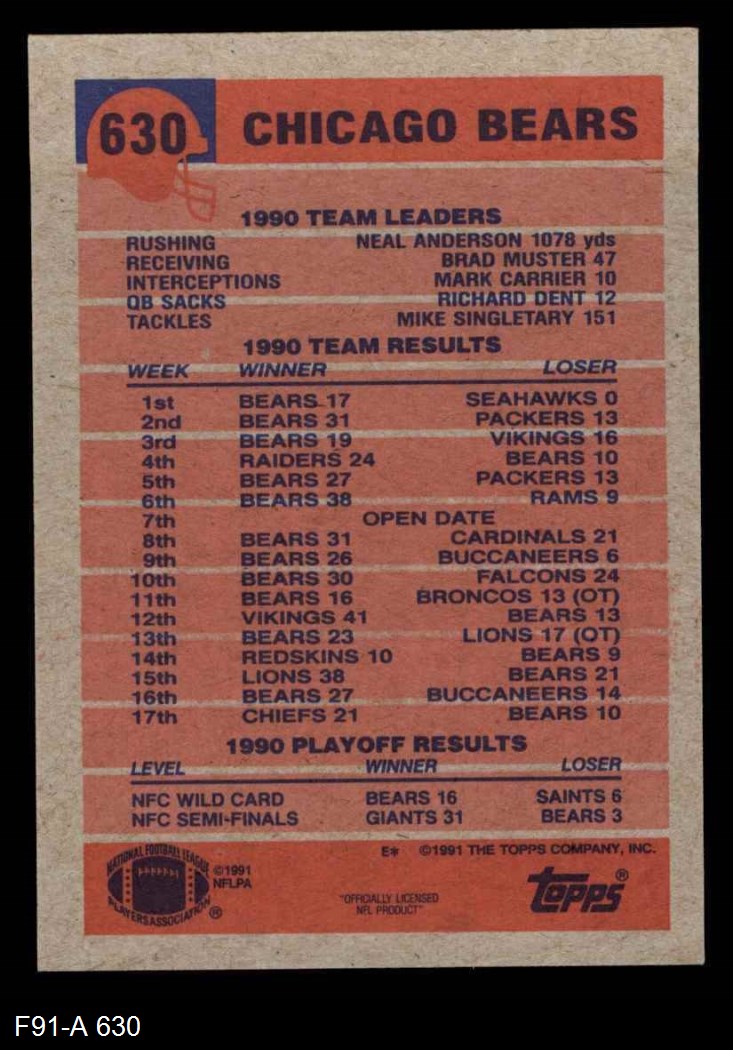 630 CHICAGO BEARS
1990 TEAM LEADERS
RUSHING NEAL ANDERSON 1078 yds
RECEIVING BRAD MUSTER 47
INTERCEPTIONS MARK CARRIER 10
QB SACKS RICHARD DENT 12
TACKLES MIKE SINGLETARY 151
1990 TEAM RESULTS
WEEK WINNER LOSER
1st BEARS 17 SEAHAWKS 0
2nd BEARS 31 PACKERS 13
3rd BEARS 19 VIKINGS 16
4th RAIDERS 24 BEARS 10
5th BEARS 27 PACKERS 13
6th BEARS 38 RAMS 9
7th OPEN DATE
8th BEARS 31 CARDINALS 21
9th BEARS 26 BUCCANEERS 6
10th BEARS 30 FALCONS 24
11th BEARS 16 BRONCOS 13 (OT)
12th VIKINGS 41 BEARS 13
13th BEARS 23 LIONS 17 (OT)
14th REDSKINS 10 BEARS 9
15th LIONS 38 BEARS 21
16th BEARS 27 BUCCANEERS 14
17th CHIEFS 21 BEARS 10
1990 PLAYOFF RESULTS
LEVEL WINNER LOSER
NFC WILD CARD BEARS 16 SAINTS 6
NFC SEMI-FINALS GIANTS 31 BEARS 3
E* ©1991 THE TOPPS COMPANY, INC.
NATIONAL FOOTBALL LEAGUE
PLAYERS ASSOCIATION ®
©1991
NFLPA
"OFFICIALLY LICENSED
NFL PRODUCT"
Topps®
F91-A 630